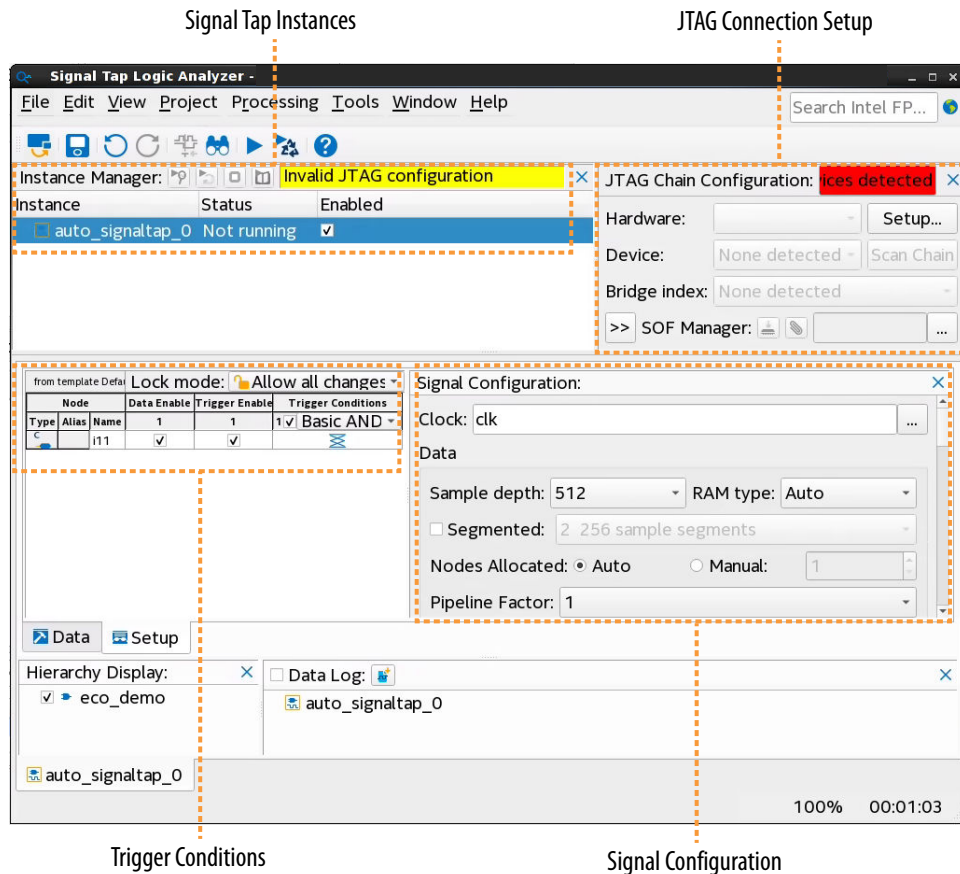 Signal Tap Instances
JTAG Connection Setup
Signal Tap Logic Analyzer -
File Edit View Project Processing Tools Window Help
Search Intel FP...
Instance Manager: Invalid JTAG configuration
Instance Status Enabled
auto_signaltap_0 Not running
JTAG Chain Configuration: ices detected
Hardware: Setup...
Device: None detected Scan Chain
Bridge index: None detected
>> SOF Manager: ...
from template Defau Lock mode: Allow all changes
Node Data Enable Trigger Enable Trigger Conditions
Type Alias Name 1 1 1 Basic AND
C i11
Signal Configuration:
Clock: clk ...
Data
Sample depth: 512 RAM type: Auto
Segmented: 2 256 sample segments
Nodes Allocated: Auto Manual: 1
Pipeline Factor: 1
Data Setup
Hierarchy Display:
eco_demo
Data Log:
auto_signaltap_0
auto_signaltap_0
100% 00:01:03
Trigger Conditions
Signal Configuration